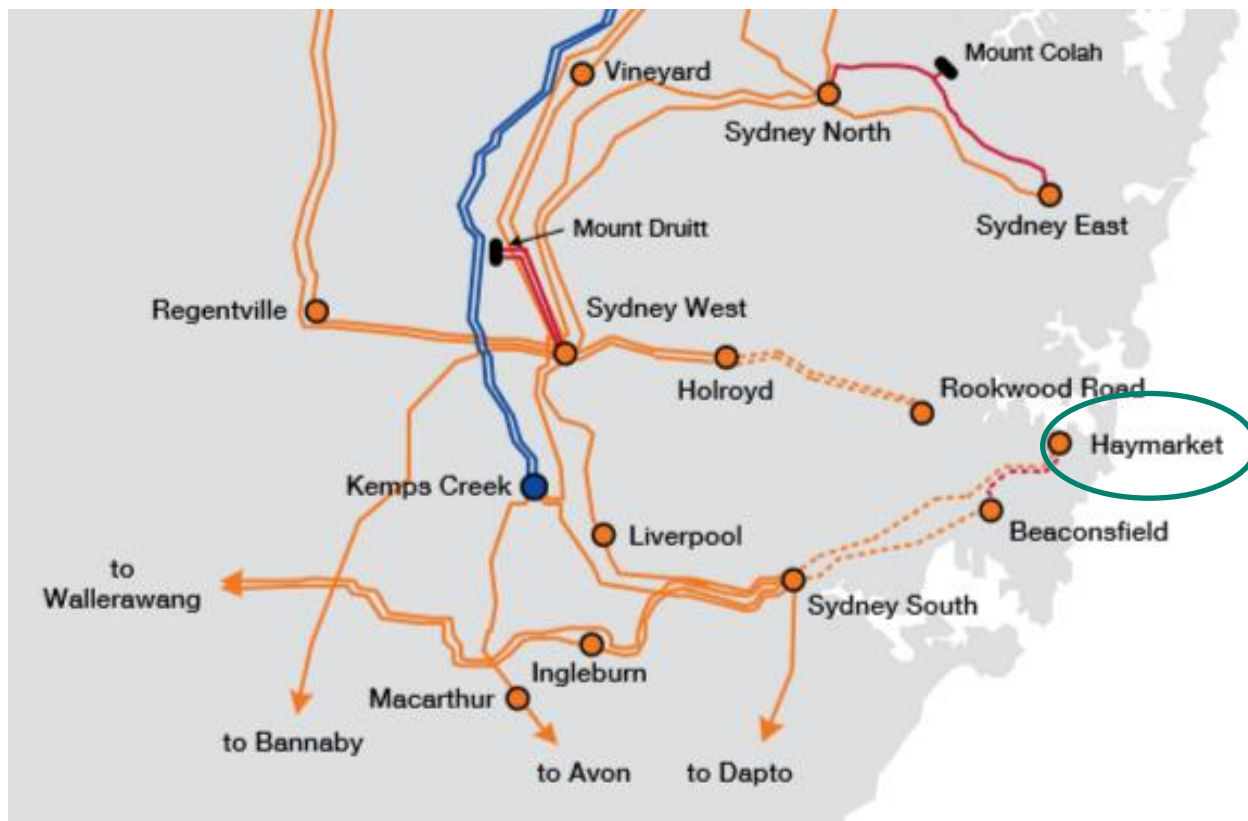 Mount Colah
Vineyard
Sydney North
Sydney East
Mount Druitt
Regentville
Sydney West
Holroyd
Rookwood Road
Haymarket
Kemps Creek
Liverpool
Beaconsfield
to
Wallerawang
Sydney South
Ingleburn
Macarthur
to Bannaby
to Avon
to Dapto